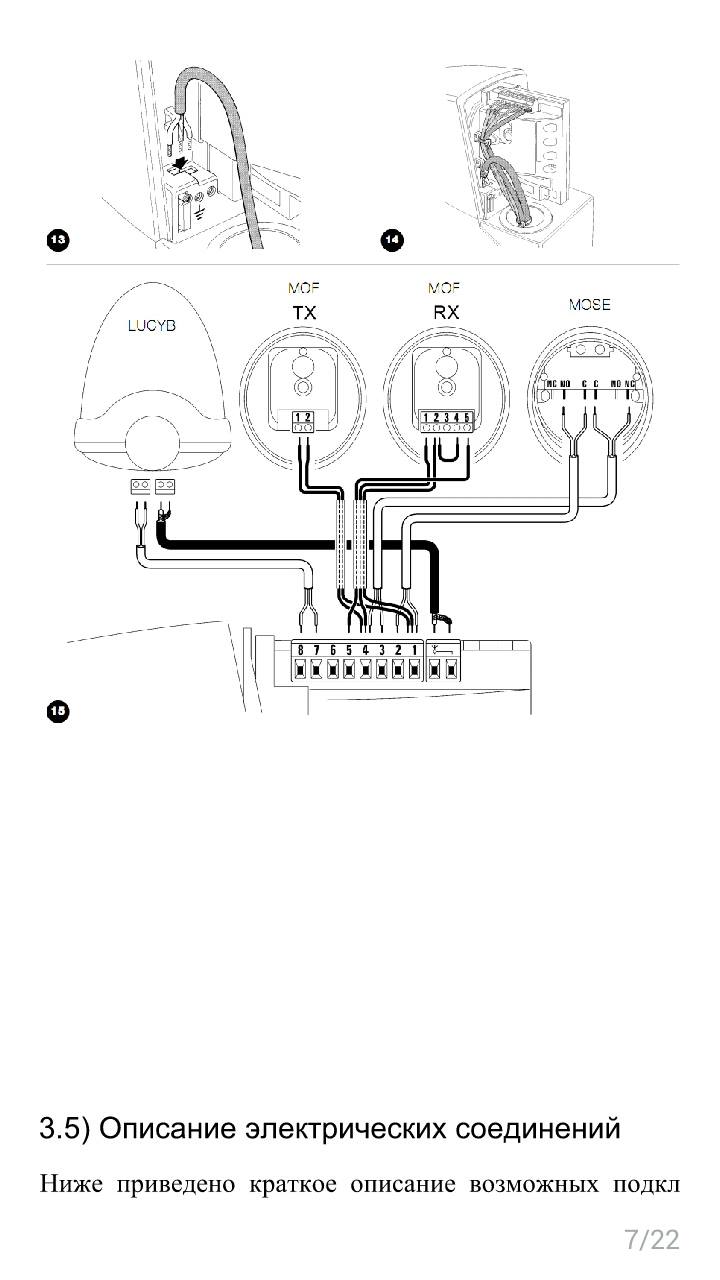 13
14
MOF
TX
MOF
RX
MOSE
LUCYB
1 2
1 2 3 4 5
NC NO C C NO NC
8 7 6 5 4 3 2 1
15
3.5) Описание электрических соединений
Ниже приведено краткое описание возможных подкл
7/22